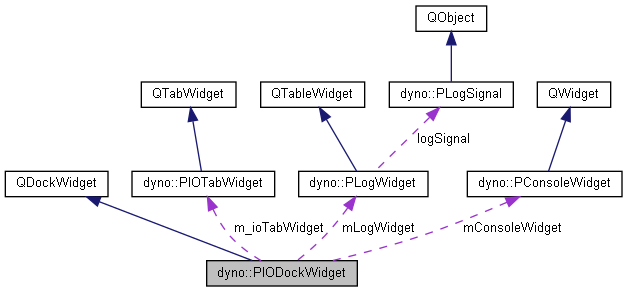 QObject
QTabWidget
QTableWidget
dyno::PLogSignal
QWidget
logSignal
QDockWidget
dyno::PIOTabWidget
dyno::PLogWidget
dyno::PConsoleWidget
m_ioTabWidget
mLogWidget
mConsoleWidget
dyno::PIODockWidget